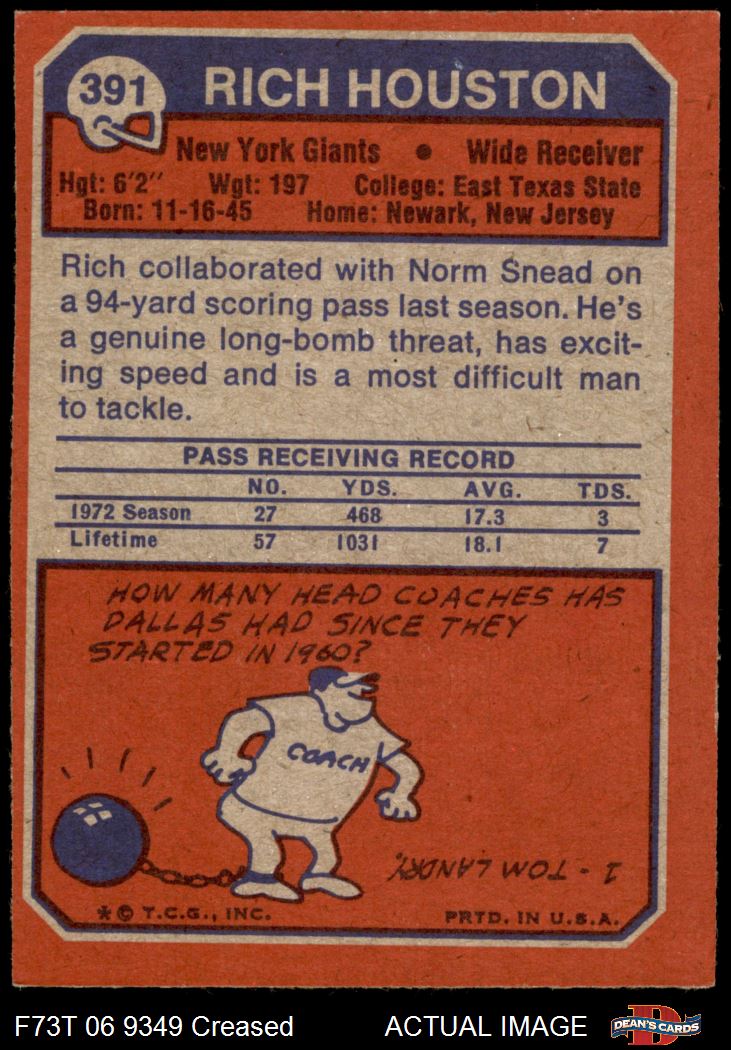 391 RICH HOUSTON
New York Giants • Wide Receiver
Hgt: 6'2" Wgt: 197 College: East Texas State
Born: 11-16-45 Home: Newark, New Jersey
Rich collaborated with Norm Snead on
a 94-yard scoring pass last season. He's
a genuine long-bomb threat, has excit-
ing speed and is a most difficult man
to tackle.
PASS RECEIVING RECORD
NO. YDS. AVG. TDS.
1972 Season 27 468 17.3 3
Lifetime 57 1031 18.1 7
HOW MANY HEAD COACHES HAS
DALLAS HAD SINCE THEY
STARTED IN 1960?
COACH
1 - TOM LANDRY.
* © T.C.G., INC. PRTD. IN U.S.A.
F73T 06 9349 Creased ACTUAL IMAGE
D
DEAN'S CARDS